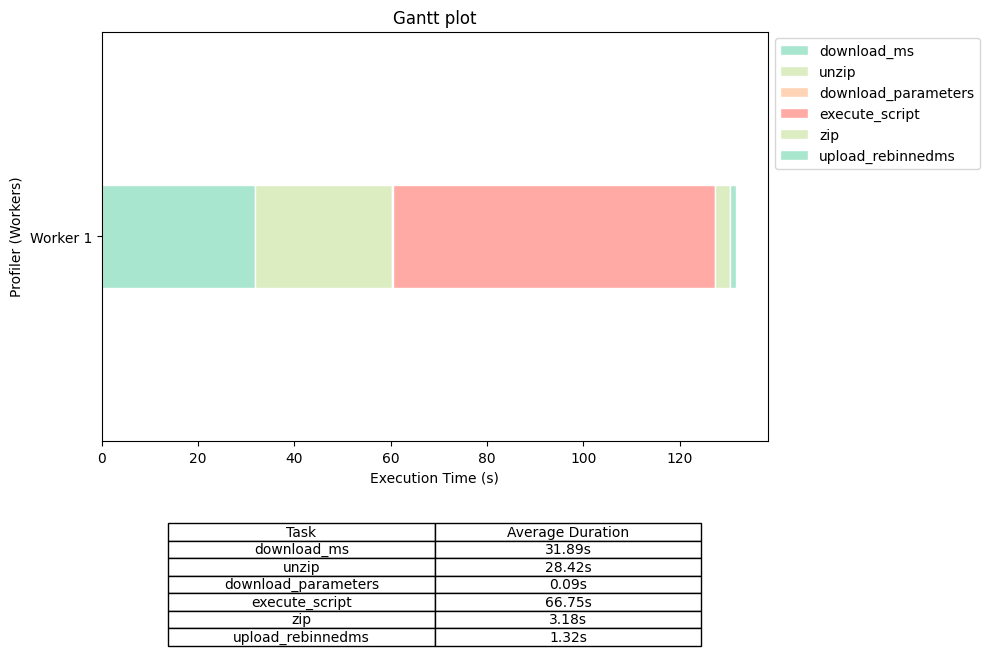 Gantt plot
download_ms
unzip
download_parameters
execute_script
zip
upload_rebinnedms
Profiler (Workers)
Worker 1
0 20 40 60 80 100 120
Execution Time (s)
Task Average Duration
download_ms 31.89s
unzip 28.42s
download_parameters 0.09s
execute_script 66.75s
zip 3.18s
upload_rebinnedms 1.32s